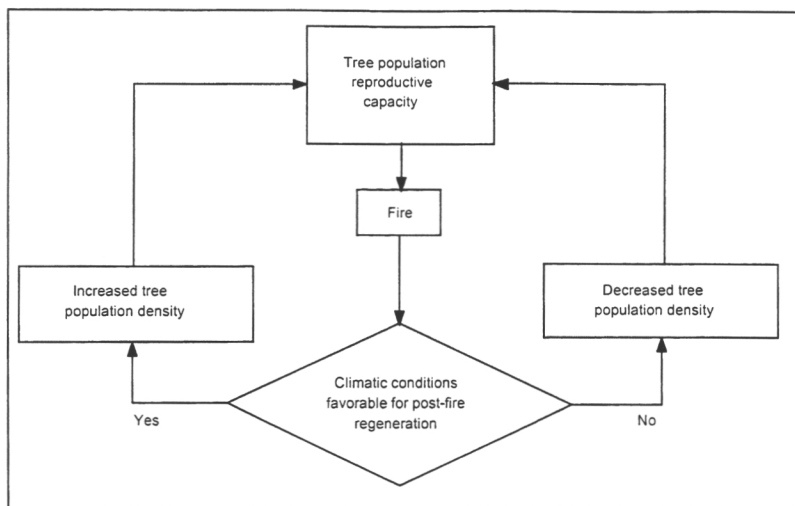 Tree population
reproductive
capacity
Fire
Increased tree
population density
Decreased tree
population density
Climatic conditions
favorable for post-fire
regeneration
Yes
No